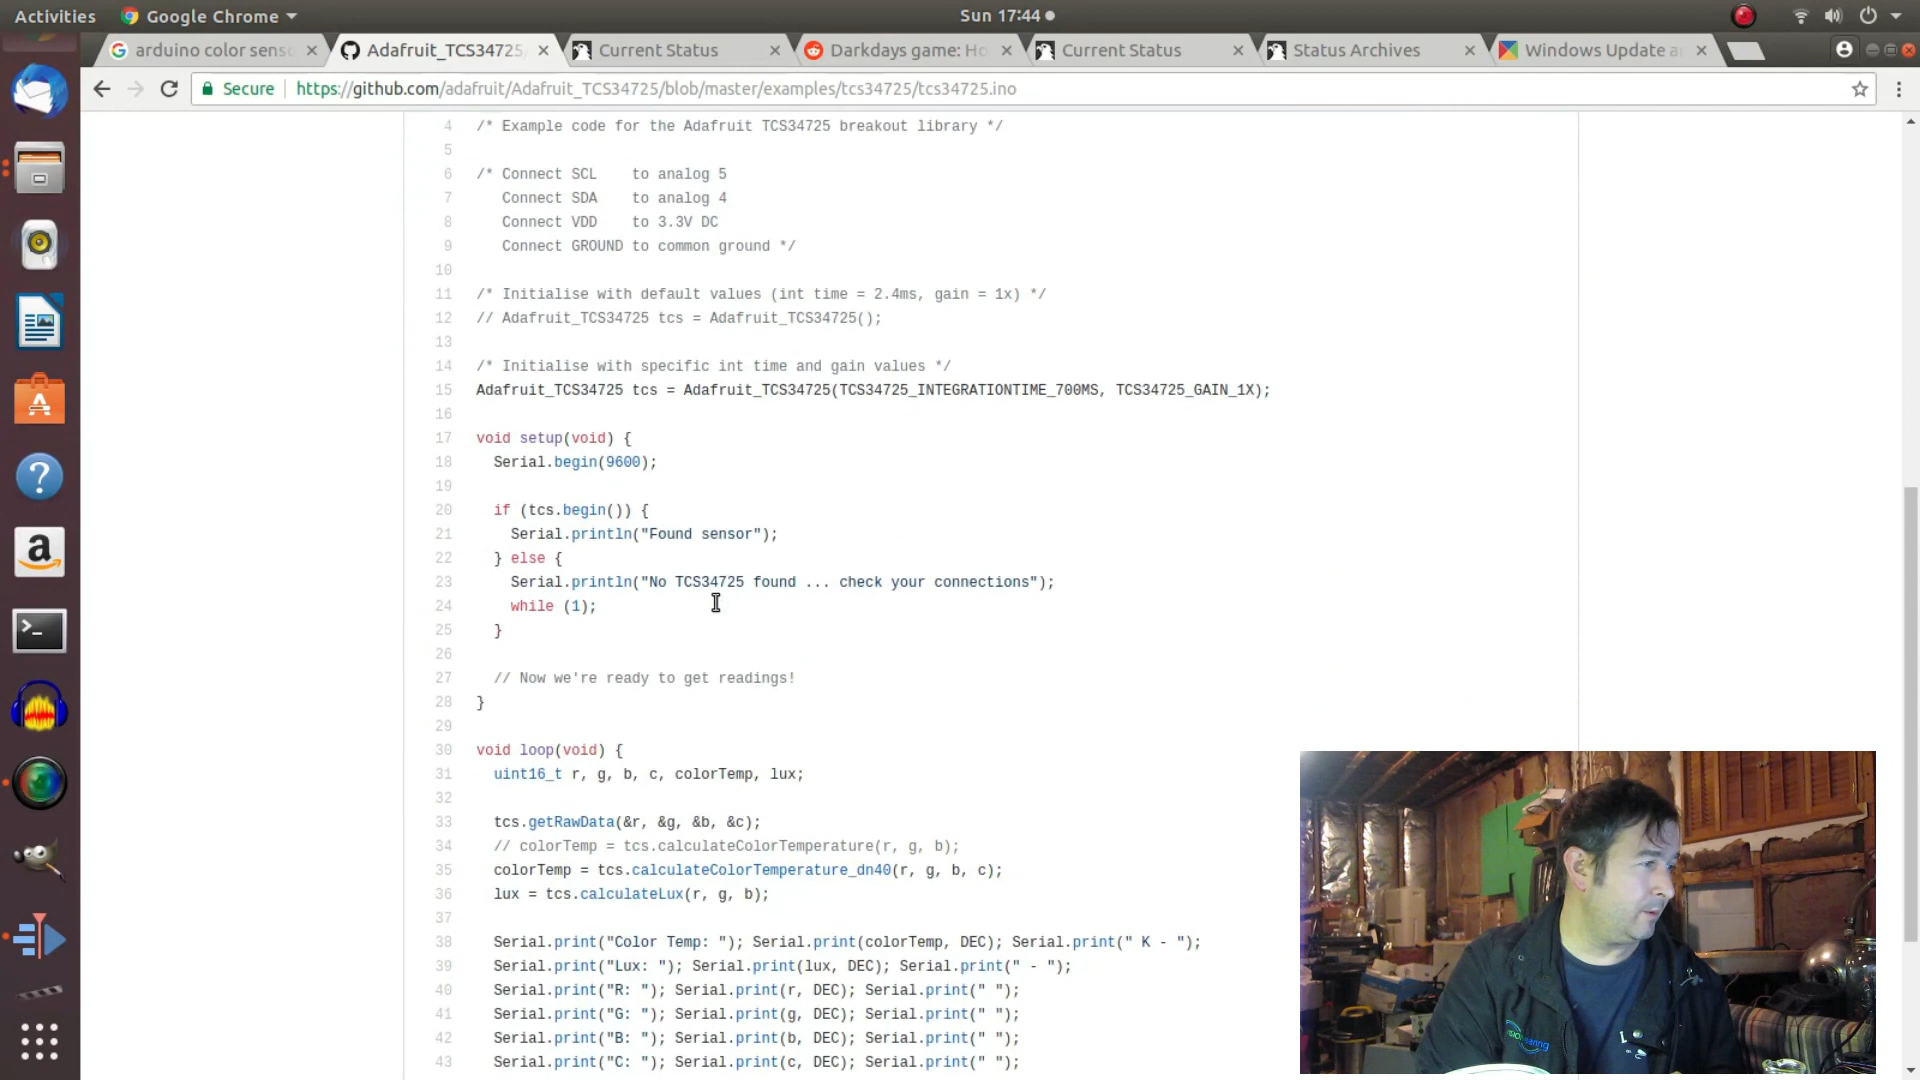 Activities
Google Chrome
Sun 17:44
arduino color senso
Adafruit_TCS34725/
Current Status
Darkdays game: Ho
Current Status
Status Archives
Windows Update a
Secure
https://github.com/adafruit/Adafruit_TCS34725/blob/master/examples/tcs34725/tcs34725.ino
4 /* Example code for the Adafruit TCS34725 breakout library */
5
6 /* Connect SCL    to analog 5
7    Connect SDA    to analog 4
8    Connect VDD    to 3.3V DC
9    Connect GROUND to common ground */
10
11 /* Initialise with default values (int time = 2.4ms, gain = 1x) */
12 // Adafruit_TCS34725 tcs = Adafruit_TCS34725();
13
14 /* Initialise with specific int time and gain values */
15 Adafruit_TCS34725 tcs = Adafruit_TCS34725(TCS34725_INTEGRATIONTIME_700MS, TCS34725_GAIN_1X);
16
17 void setup(void) {
18   Serial.begin(9600);
19
20   if (tcs.begin()) {
21     Serial.println("Found sensor");
22   } else {
23     Serial.println("No TCS34725 found ... check your connections");
24     while (1);
25   }
26
27   // Now we're ready to get readings!
28 }
29
30 void loop(void) {
31   uint16_t r, g, b, c, colorTemp, lux;
32
33   tcs.getRawData(&r, &g, &b, &c);
34   // colorTemp = tcs.calculateColorTemperature(r, g, b);
35   colorTemp = tcs.calculateColorTemperature_dn40(r, g, b, c);
36   lux = tcs.calculateLux(r, g, b);
37
38   Serial.print("Color Temp: "); Serial.print(colorTemp, DEC); Serial.print(" K - ");
39   Serial.print("Lux: "); Serial.print(lux, DEC); Serial.print(" - ");
40   Serial.print("R: "); Serial.print(r, DEC); Serial.print(" ");
41   Serial.print("G: "); Serial.print(g, DEC); Serial.print(" ");
42   Serial.print("B: "); Serial.print(b, DEC); Serial.print(" ");
43   Serial.print("C: "); Serial.print(c, DEC); Serial.print(" ");